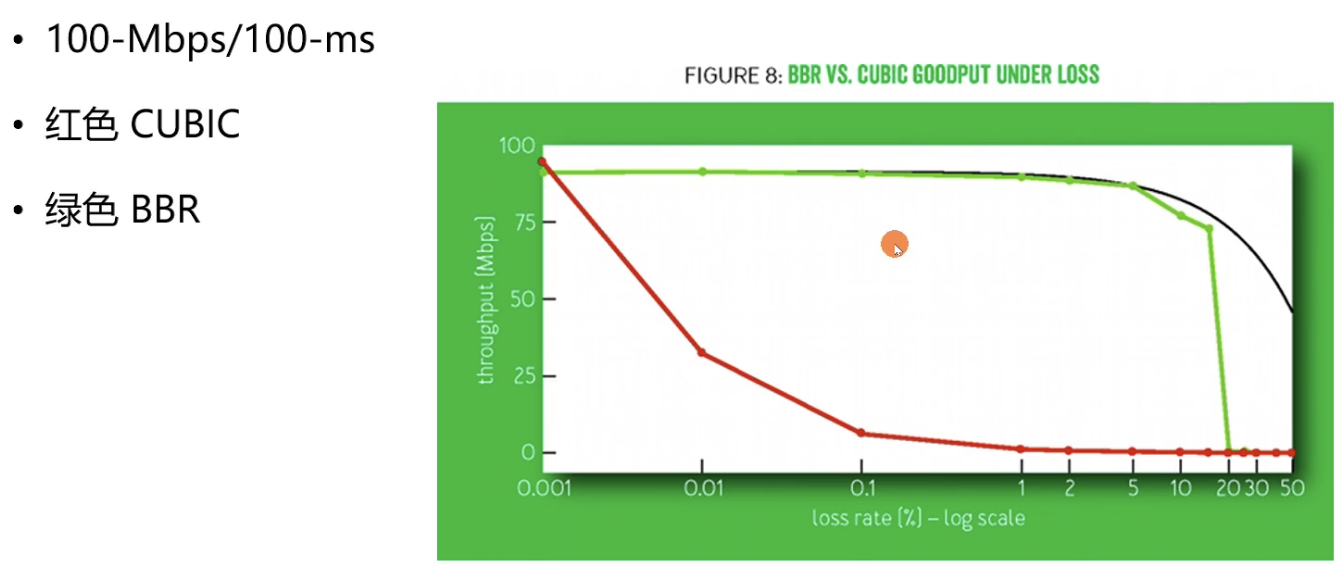 • 100-Mbps/100-ms
• 红色 CUBIC
• 绿色 BBR
FIGURE 8: BBR VS. CUBIC GOODPUT UNDER LOSS
throughput (Mbps)
100
75
50
25
0
0.001 0.01 0.1 1 2 5 10 20 30 50
loss rate (%) – log scale